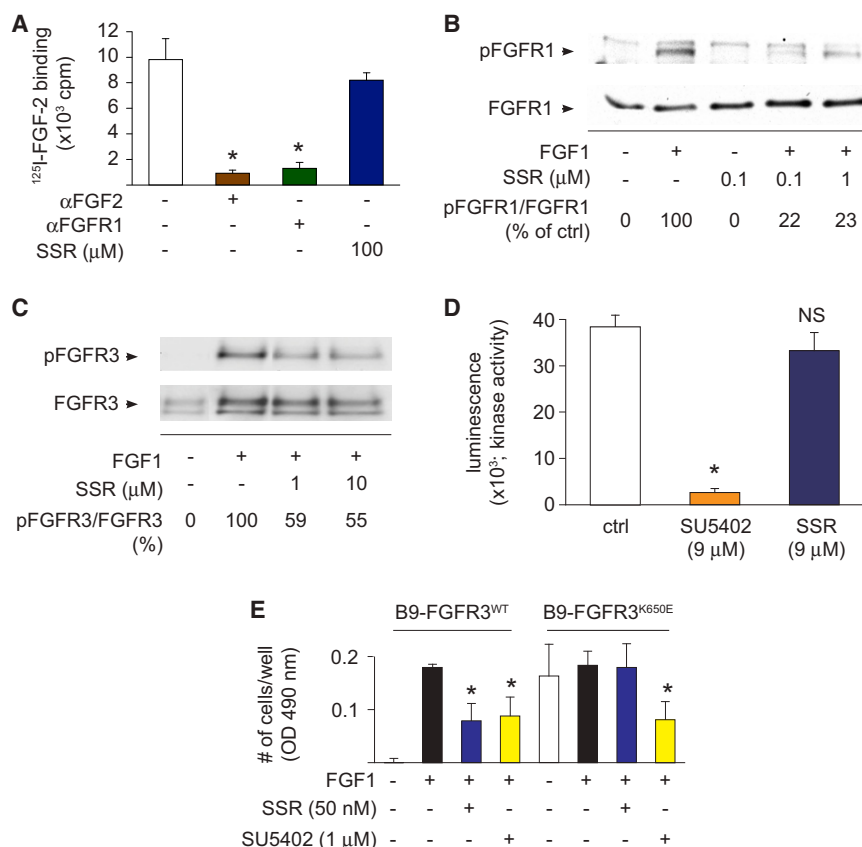 A
¹²⁵I-FGF-2 binding
(x10³ cpm)
12
10
8
6
4
2
* *
αFGF2 - + - -
αFGFR1 - - + -
SSR (μM) - - - 100
B
pFGFR1
FGFR1
FGF1 - + - + +
SSR (μM) - - 0.1 0.1 1
pFGFR1/FGFR1
(% of ctrl) 0 100 0 22 23
C
pFGFR3
FGFR3
FGF1 - + + +
SSR (μM) - - 1 10
pFGFR3/FGFR3
(%) 0 100 59 55
D
luminescence
(x10³; kinase activity)
40
30
20
10
0
* NS
ctrl SU5402 SSR
(9 μM) (9 μM)
E
B9-FGFR3ᵂᵀ B9-FGFR3ᴷ⁶⁵⁰ᴱ
# of cells/well
(OD 490 nm)
0.2
0.1
* * *
FGF1 - + + + - + + +
SSR (50 nM) - - + - - - + -
SU5402 (1 μM) - - - + - - - +